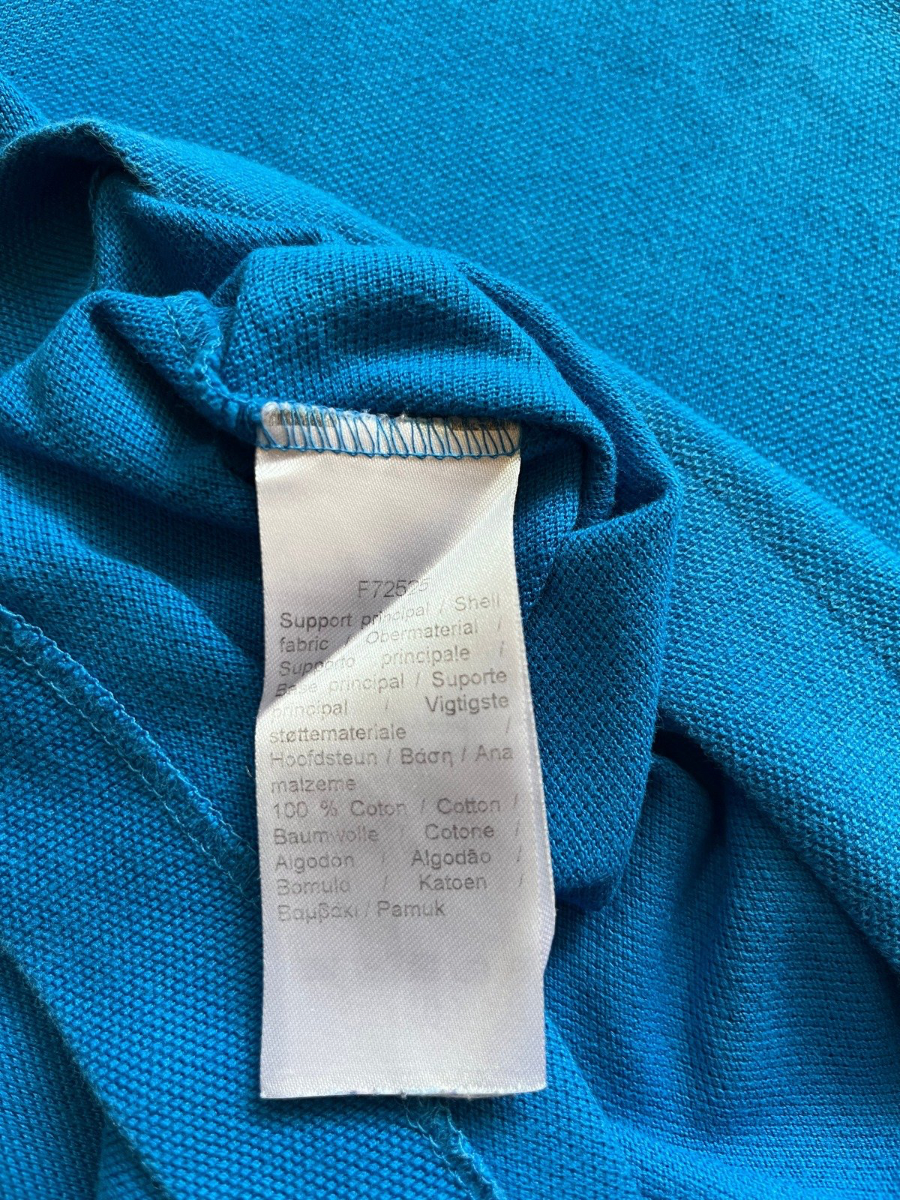 F72525
Support principal / Shell
fabric / Obermaterial /
Supporto principale /
Base principal / Suporte
principal / Vigtigste
støttemateriale /
Hoofdsteun / Βάση / Ana
malzeme
100 % Coton / Cotton /
Baumwolle / Cotone /
Algodon / Algodão /
Bomuld / Katoen /
Βαμβάκι / Pamuk